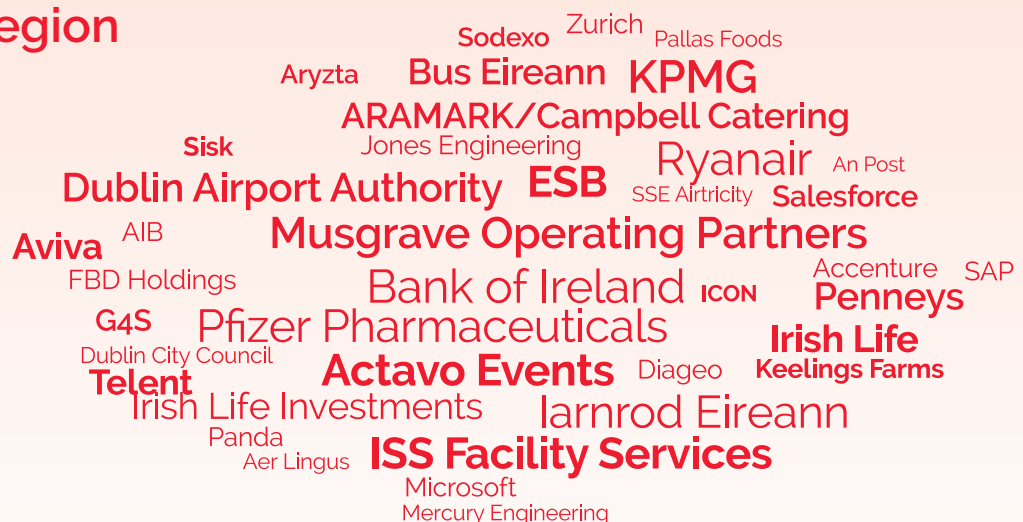 egion
Sodexo Zurich Pallas Foods
Aryzta Bus Eireann KPMG
ARAMARK/Campbell Catering
Sisk Jones Engineering Ryanair An Post
Dublin Airport Authority ESB SSE Airtricity Salesforce
Aviva AIB Musgrave Operating Partners
FBD Holdings Bank of Ireland ICON Accenture SAP
Penneys
G4S Pfizer Pharmaceuticals Irish Life
Dublin City Council Actavo Events Diageo Keelings Farms
Telent
Irish Life Investments Iarnrod Eireann
Panda
Aer Lingus ISS Facility Services
Microsoft
Mercury Engineering